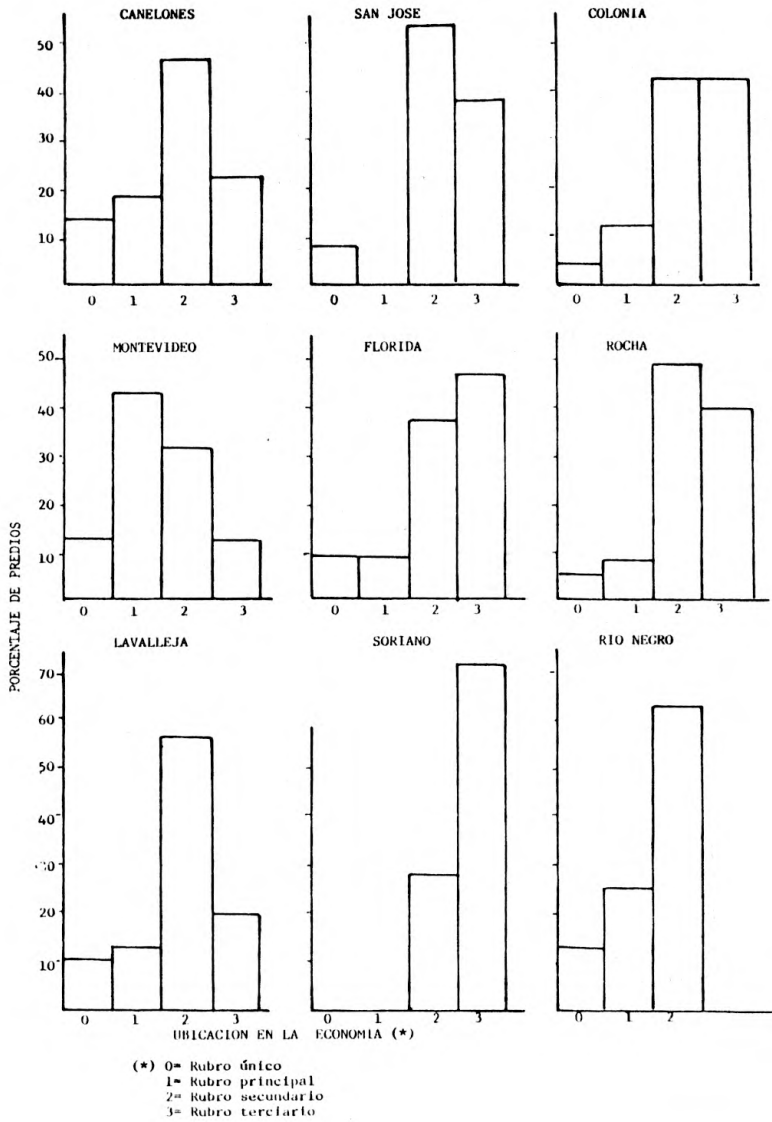 CANELONES
SAN JOSE
COLONIA
50
40
30
20
10
0 1 2 3
0 1 2 3
0 1 2 3
MONTEVIDEO
FLORIDA
ROCHA
50
40
30
20
10
0 1 2 3
0 1 2 3
0 1 2 3
PORCENTAJE DE PREDIOS
LAVALLEJA
SORIANO
RIO NEGRO
70
60
50
40
20
10
0 1 2 3
0 1 2 3
0 1 2
UBICACION EN LA ECONOMIA (*)
(*) 0= Rubro único
1= Rubro principal
2= Rubro secundario
3= Rubro terciario